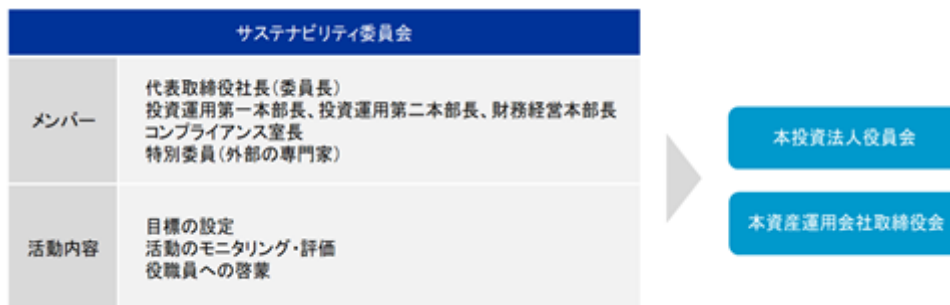 サステナビリティ委員会
メンバー
代表取締役社長(委員長)
投資運用第一本部長、投資運用第二本部長、財務経営本部長
コンプライアンス室長
特別委員(外部の専門家)
活動内容
目標の設定
活動のモニタリング・評価
役職員への啓蒙
本投資法人役員会
本資産運用会社取締役会